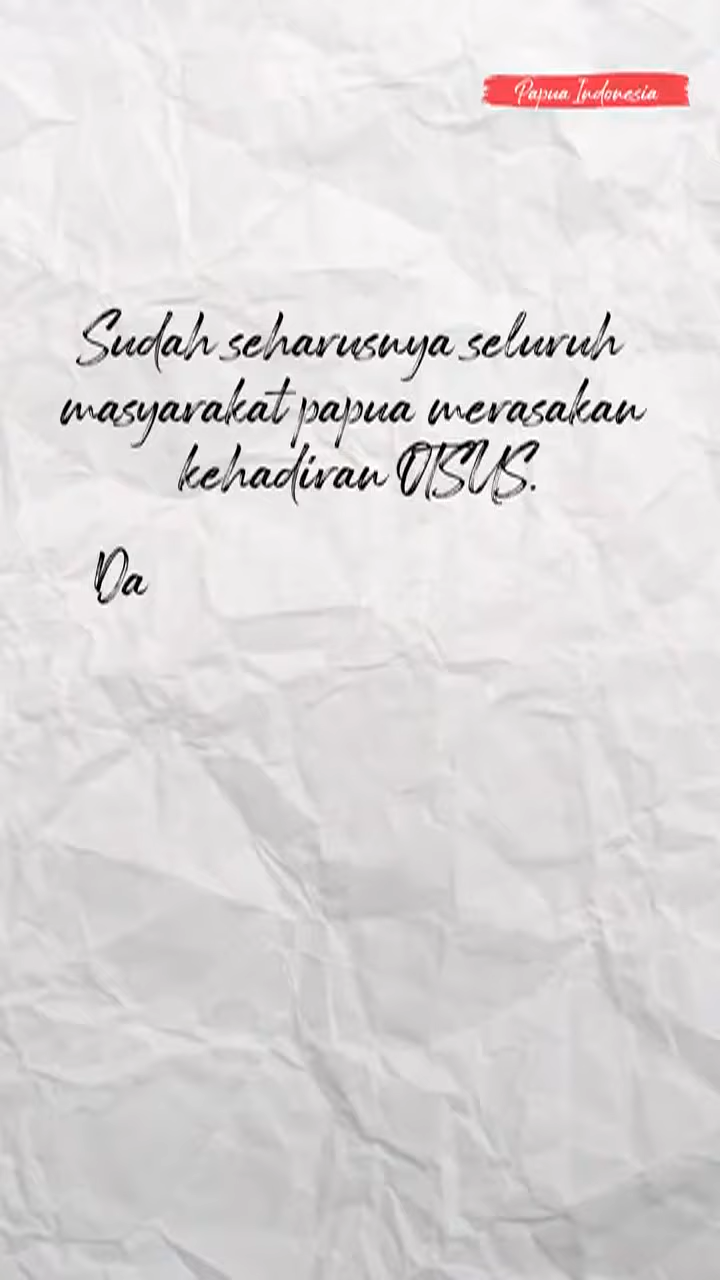 Papua Indonesia
Sudah seharusnya seluruh
masyarakat papua merasakan
kehadiran OTSUS.
Da